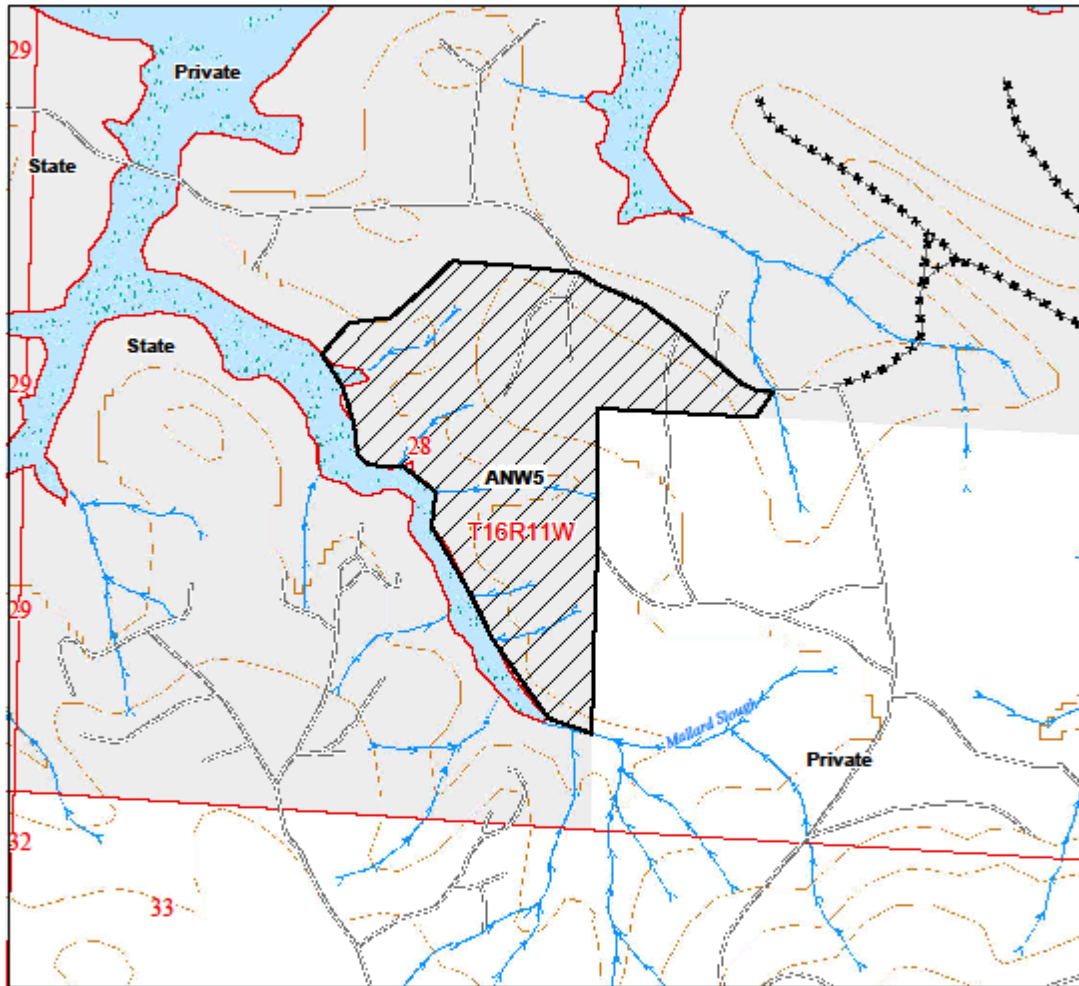 29
Private
State
State
29
28
ANW5
T16R11W
29
Mallard Slough
Private
32
33